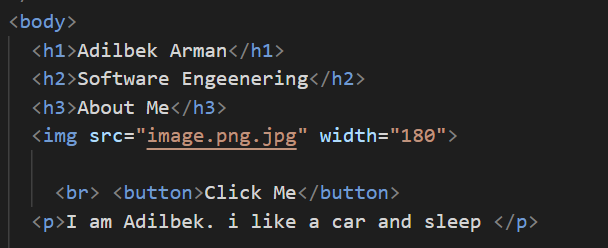 <body>
<h1>Adilbek Arman</h1>
<h2>Software Engeenering</h2>
<h3>About Me</h3>
<img src="image.png.jpg" width="180">
<br> <button>Click Me</button>
<p>I am Adilbek. i like a car and sleep </p>